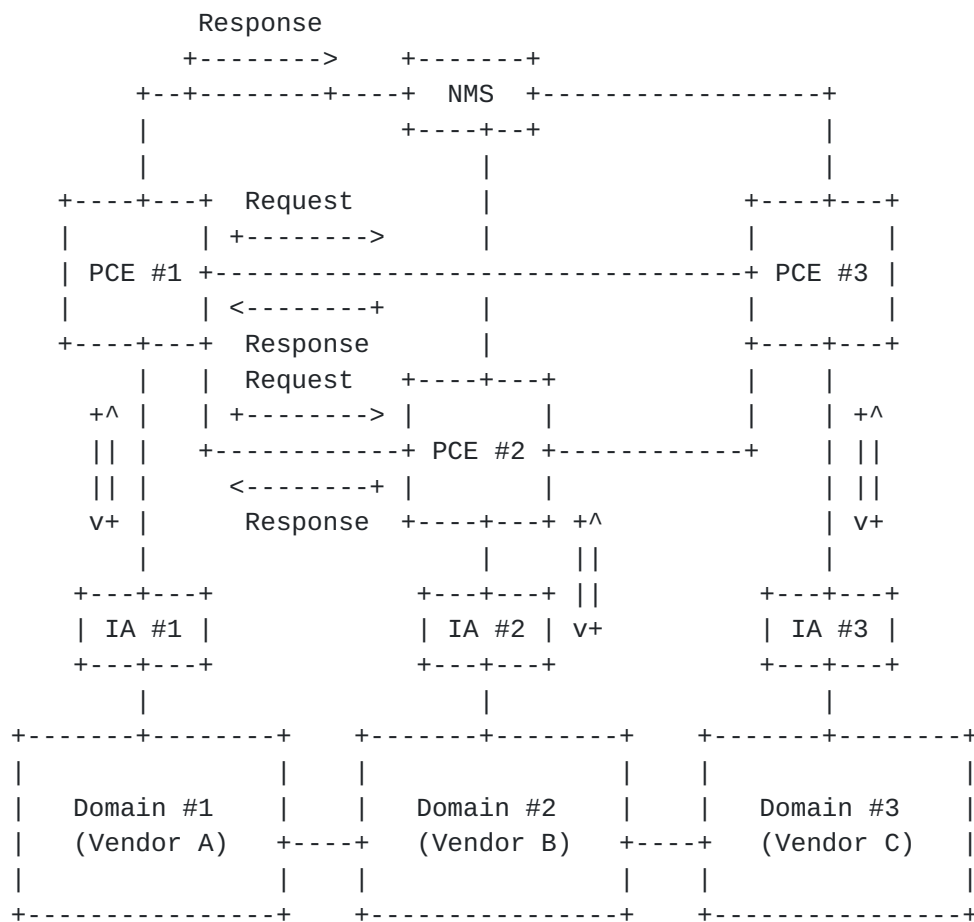 Response
NMS
Request
PCE #1 PCE #3
Response
Request
PCE #2
Response
IA #1 IA #2 IA #3
Domain #1 Domain #2 Domain #3
(Vendor A) (Vendor B) (Vendor C)